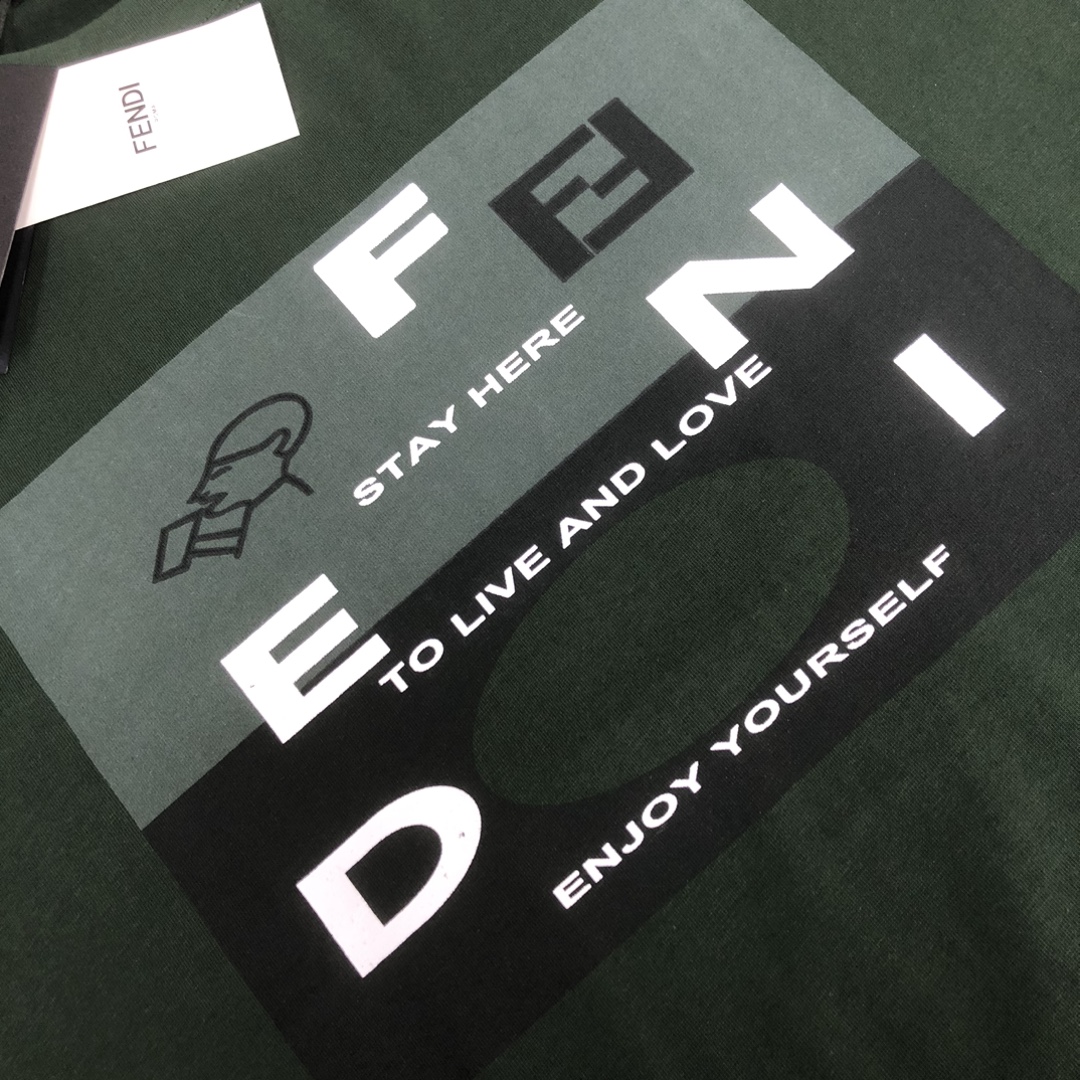 FENDI
F
N
I
STAY HERE
TO LIVE AND LOVE
E
D
ENJOY YOURSELF